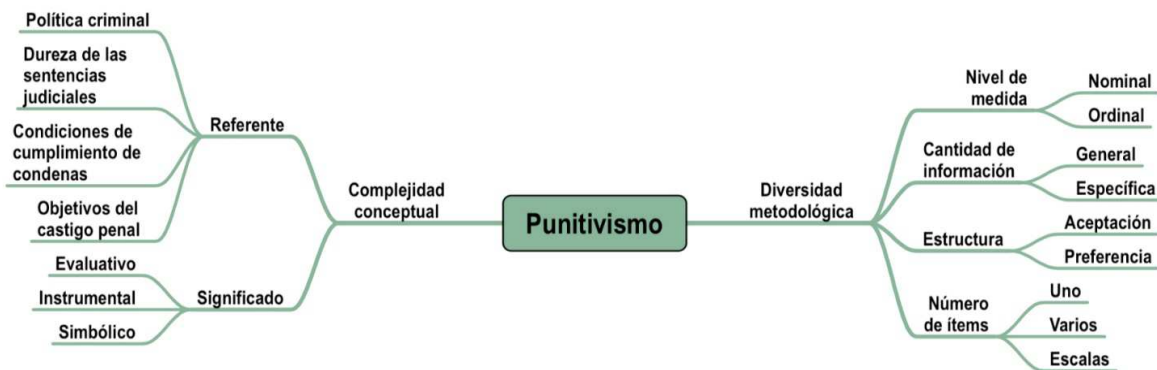 Política criminal
Dureza de las
sentencias
judiciales
Condiciones de
cumplimiento de
condenas
Objetivos del
castigo penal
Referente
Evaluativo
Instrumental
Simbólico
Significado
Complejidad
conceptual
Punitivismo
Diversidad
metodológica
Nivel de
medida
Nominal
Ordinal
Cantidad de
información
General
Específica
Estructura
Aceptación
Preferencia
Número
de ítems
Uno
Varios
Escalas